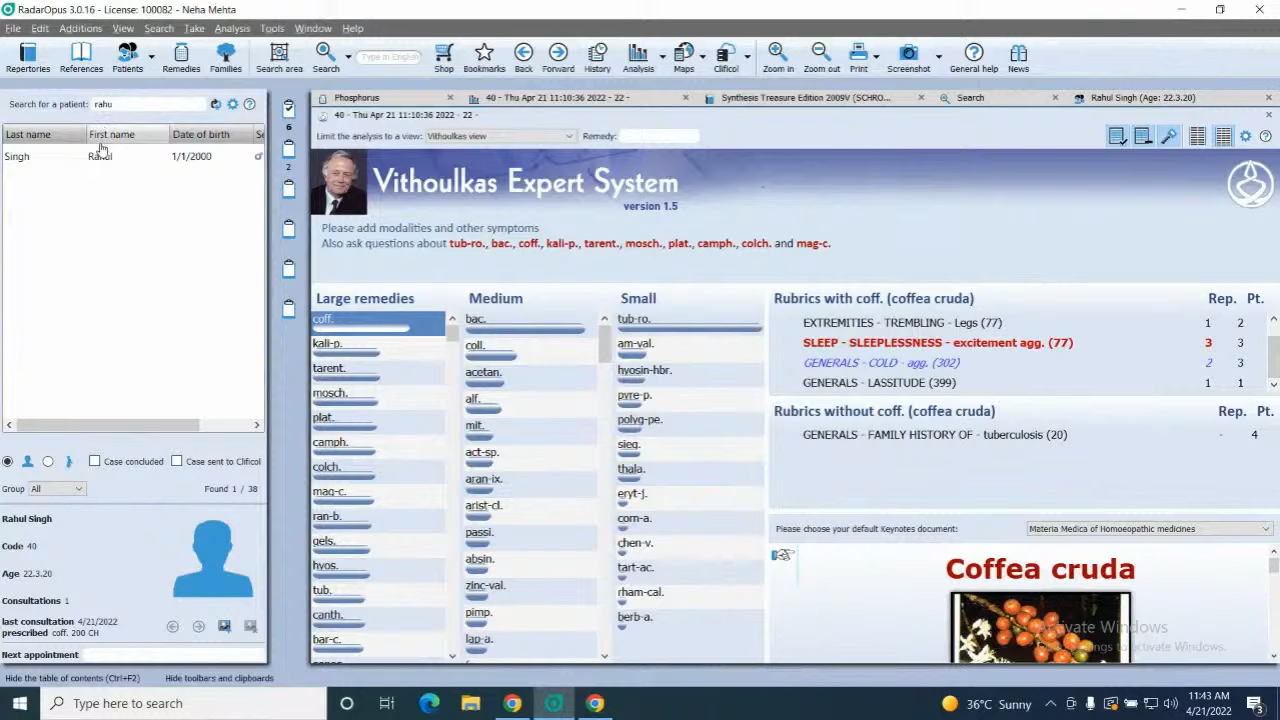 RadarOpus 3.0.16 - License: 100082 - Neha Mehta
File Edit Additions View Search Take Analysis Tools Window Help
Repertories References Patients Remedies Families Search area Search Type in English Shop Bookmarks Back Forward History Analysis Maps Clificol Zoom in Zoom out Print Screenshot General help News
Search for a patient: rahu
Last name First name Date of birth Se
Singh Rahul 1/1/2000
Case concluded Case sent to Clificol
Group All Found 1 / 38
Rahul Singh
Code 40
Age 22.3.20
Consultations 1
last consultation 4/21/2022
prescribed coff. 200 CH
Next appointment
6
2
Phosphorus 40 - Thu Apr 21 11:10:36 2022 - 22 - Synthesis Treasure Edition 2009V (SCHRO... Search Rahul Singh (Age: 22.3.20)
40 - Thu Apr 21 11:10:36 2022 - 22 -
Limit the analysis to a view: Vithoulkas view Remedy:
Vithoulkas Expert System
version 1.5
Please add modalities and other symptoms
Also ask questions about tub-ro., bac., coff., kali-p., tarent., mosch., plat., camph., colch. and mag-c.
Large remedies
coff.
kali-p.
tarent.
mosch.
plat.
camph.
colch.
mag-c.
ran-b.
gels.
hyos.
tub.
canth.
bar-c.
Medium
bac.
coll.
acetan.
alf.
mlt.
act-sp.
aran-ix.
arist-cl.
passi.
absin.
zinc-val.
pimp.
lap-a.
Small
tub-ro.
am-val.
hyosin-hbr.
pyre-p.
polyg-pe.
sieg.
thala.
eryt-j.
corn-a.
chen-v.
tart-ac.
rham-cal.
berb-a.
Rubrics with coff. (coffea cruda) Rep. Pt.
EXTREMITIES - TREMBLING - Legs (77) 1 2
SLEEP - SLEEPLESSNESS - excitement agg. (77) 3 3
GENERALS - COLD - agg. (302) 2 3
GENERALS - LASSITUDE (399) 1 1
Rubrics without coff. (coffea cruda) Rep. Pt.
GENERALS - FAMILY HISTORY OF - tuberculosis (20) - 4
Please choose your default Keynotes document: Materia Medica of Homoeopathic medicines
Coffea cruda
Activate Windows
to activate Windows.
Hide the table of contents (Ctrl+F2) Hide toolbars and clipboards
Type here to search
36°C Sunny
11:43 AM
4/21/2022
3